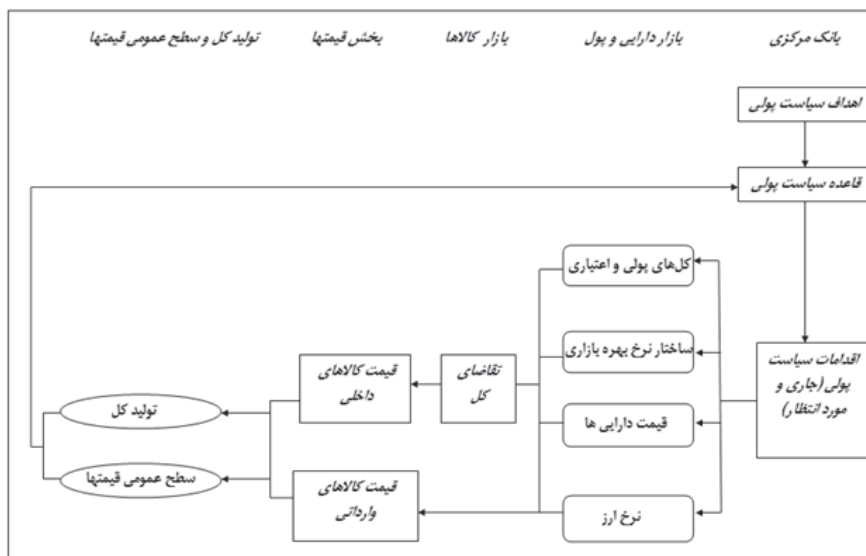 بانک مرکزی
بازار دارایی و پول
بازار کالاها
بخش قیمتها
تولید کل و سطح عمومی قیمتها
اهداف سیاست پولی
قاعده سیاست پولی
اقدامات سیاست
پولی (جاری و
مورد انتظار)
کل‌های پولی و اعتباری
ساختار نرخ بهره بازاری
قیمت دارایی ها
نرخ ارز
تقاضای
کل
قیمت کالاهای
داخلی
قیمت کالاهای
وارداتی
تولید کل
سطح عمومی قیمتها